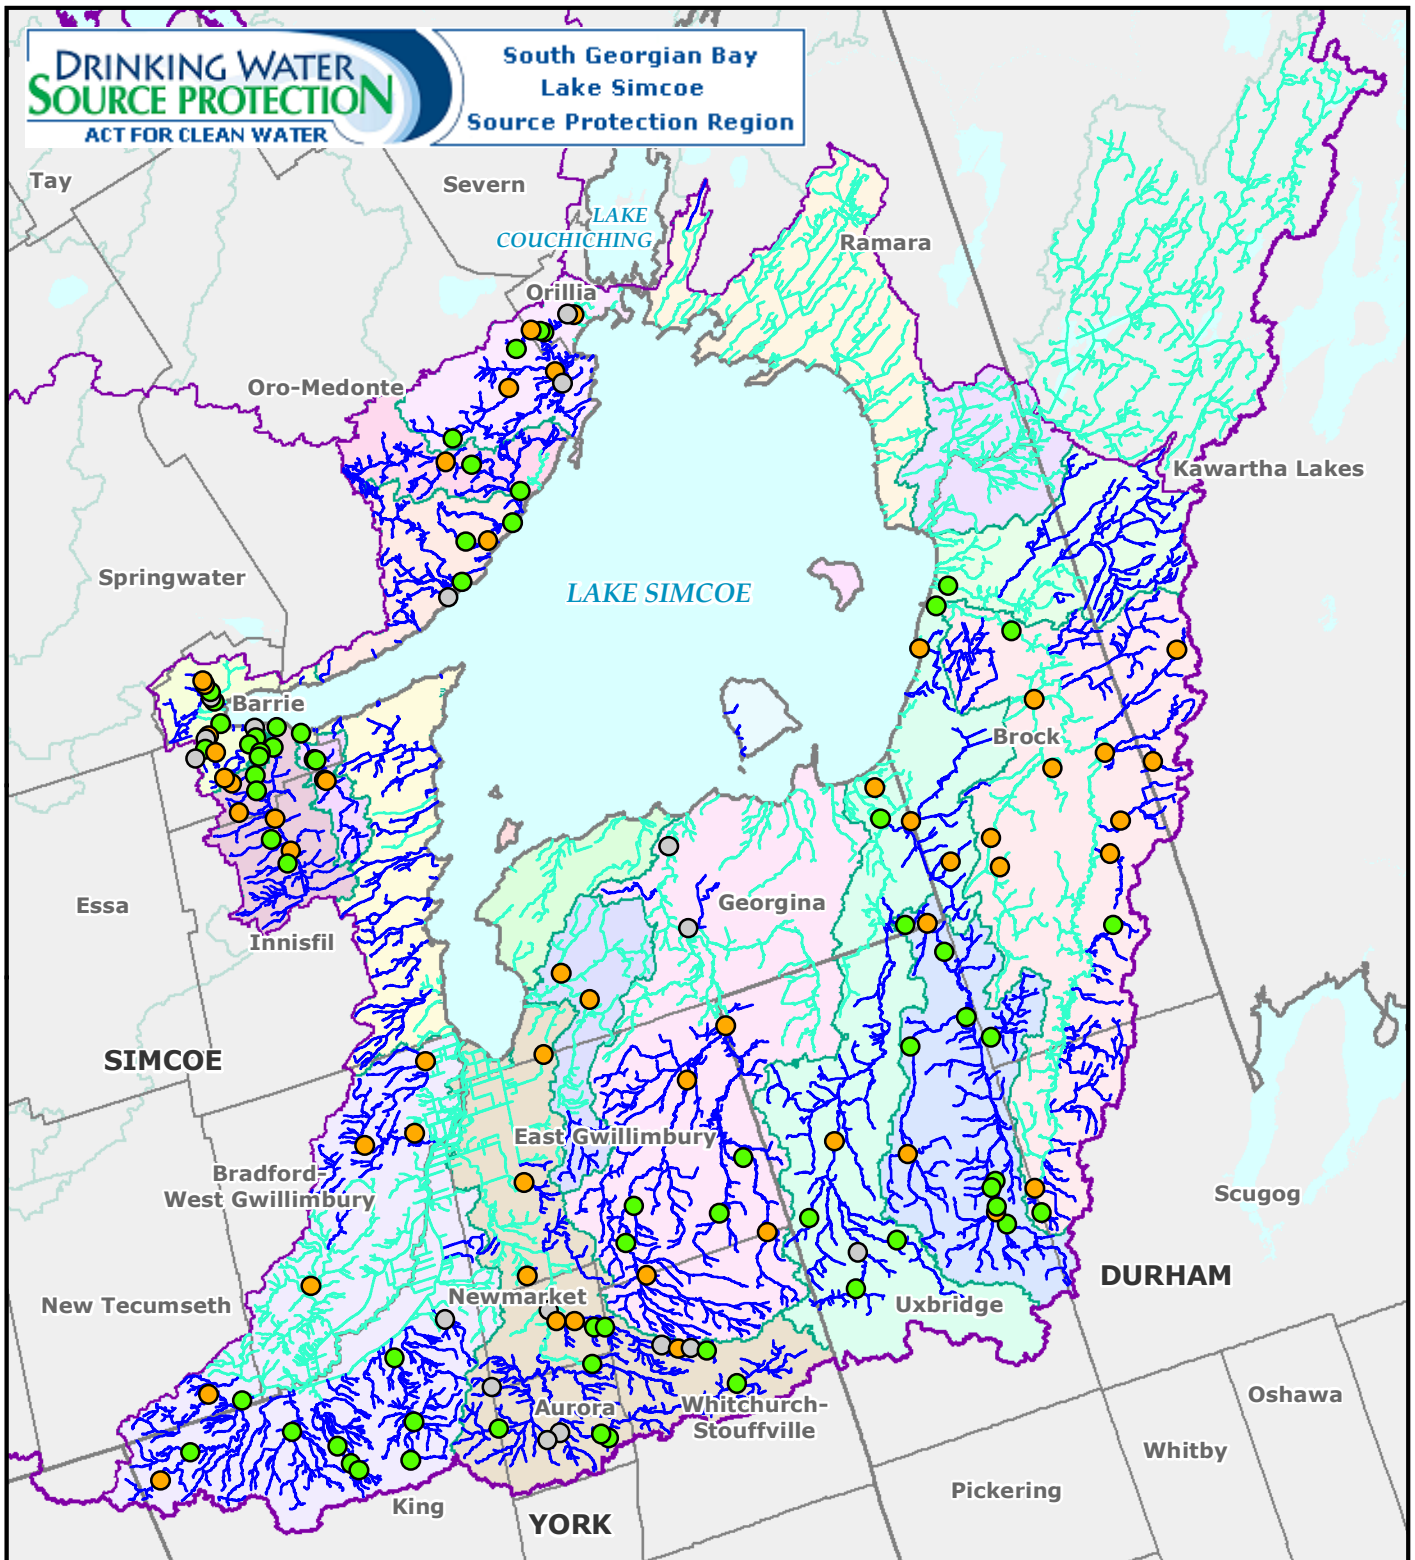 DRINKING WATER
SOURCE PROTECTION
ACT FOR CLEAN WATER
South Georgian Bay
Lake Simcoe
Source Protection Region
Tay
Severn
LAKE
COUCHICHING
Ramara
Orillia
Oro-Medonte
Kawartha Lakes
Springwater
LAKE SIMCOE
Barrie
Brock
Essa
Georgina
Innisfil
SIMCOE
East Gwillimbury
Bradford-
West Gwillimbury
Scugog
DURHAM
New Tecumseth
Newmarket
Uxbridge
Oshawa
Aurora
Whitchurch-
Stouffville
Whitby
Pickering
King
YORK